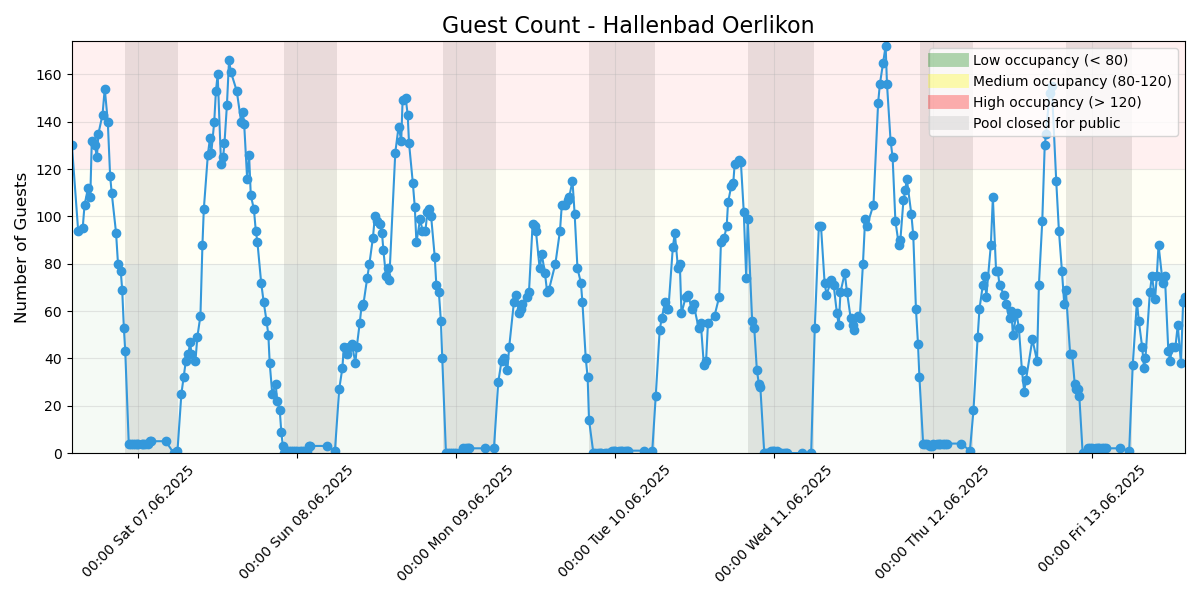 Guest Count - Hallenbad Oerlikon
Number of Guests
160
140
120
100
80
60
40
20
0
Low occupancy (< 80)
Medium occupancy (80-120)
High occupancy (> 120)
Pool closed for public
00:00 Sat 07.06.2025
00:00 Sun 08.06.2025
00:00 Mon 09.06.2025
00:00 Tue 10.06.2025
00:00 Wed 11.06.2025
00:00 Thu 12.06.2025
00:00 Fri 13.06.2025